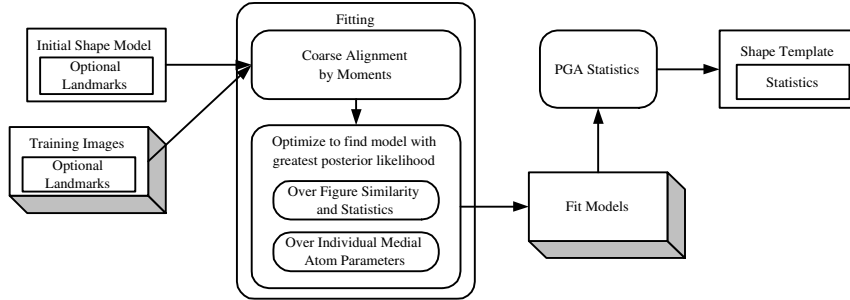 Fitting
Initial Shape Model
Optional
Landmarks
Training Images
Optional
Landmarks
Coarse Alignment
by Moments
Optimize to find model with
greatest posterior likelihood
Over Figure Similarity
and Statistics
Over Individual Medial
Atom Parameters
Fit Models
PGA Statistics
Shape Template
Statistics